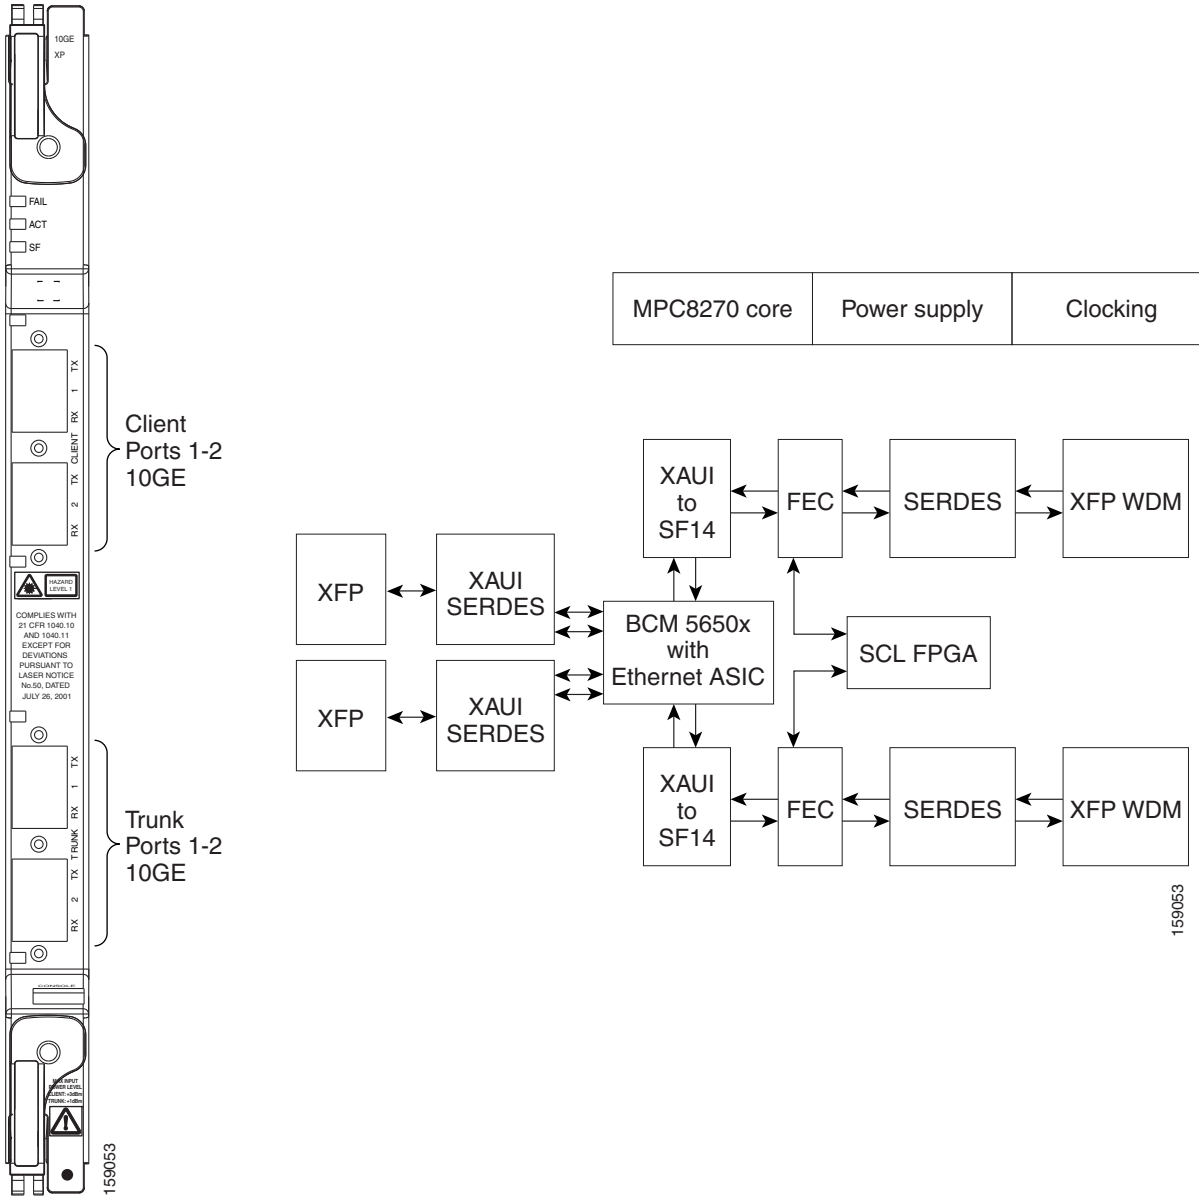 10GE
XP
FAIL
ACT
SF
TX
1
RX
CLIENT
TX
2
RX
Client
Ports 1-2
10GE
HAZARD
LEVEL 1
COMPLIES WITH
21 CFR 1040.10
AND 1040.11
EXCEPT FOR
DEVIATIONS
PURSUANT TO
LASER NOTICE
No.50, DATED
JULY 26, 2001
TX
1
RX
TRUNK
TX
2
RX
Trunk
Ports 1-2
10GE
CONSOLE
MAX INPUT
POWER LEVEL
CLIENT: +3dBm
TRUNK: +1dBm
159053
MPC8270 core
Power supply
Clocking
XAUI
to
SF14
FEC
SERDES
XFP WDM
XFP
XAUI
SERDES
BCM 5650x
with
Ethernet ASIC
SCL FPGA
XFP
XAUI
SERDES
XAUI
to
SF14
FEC
SERDES
XFP WDM
159053